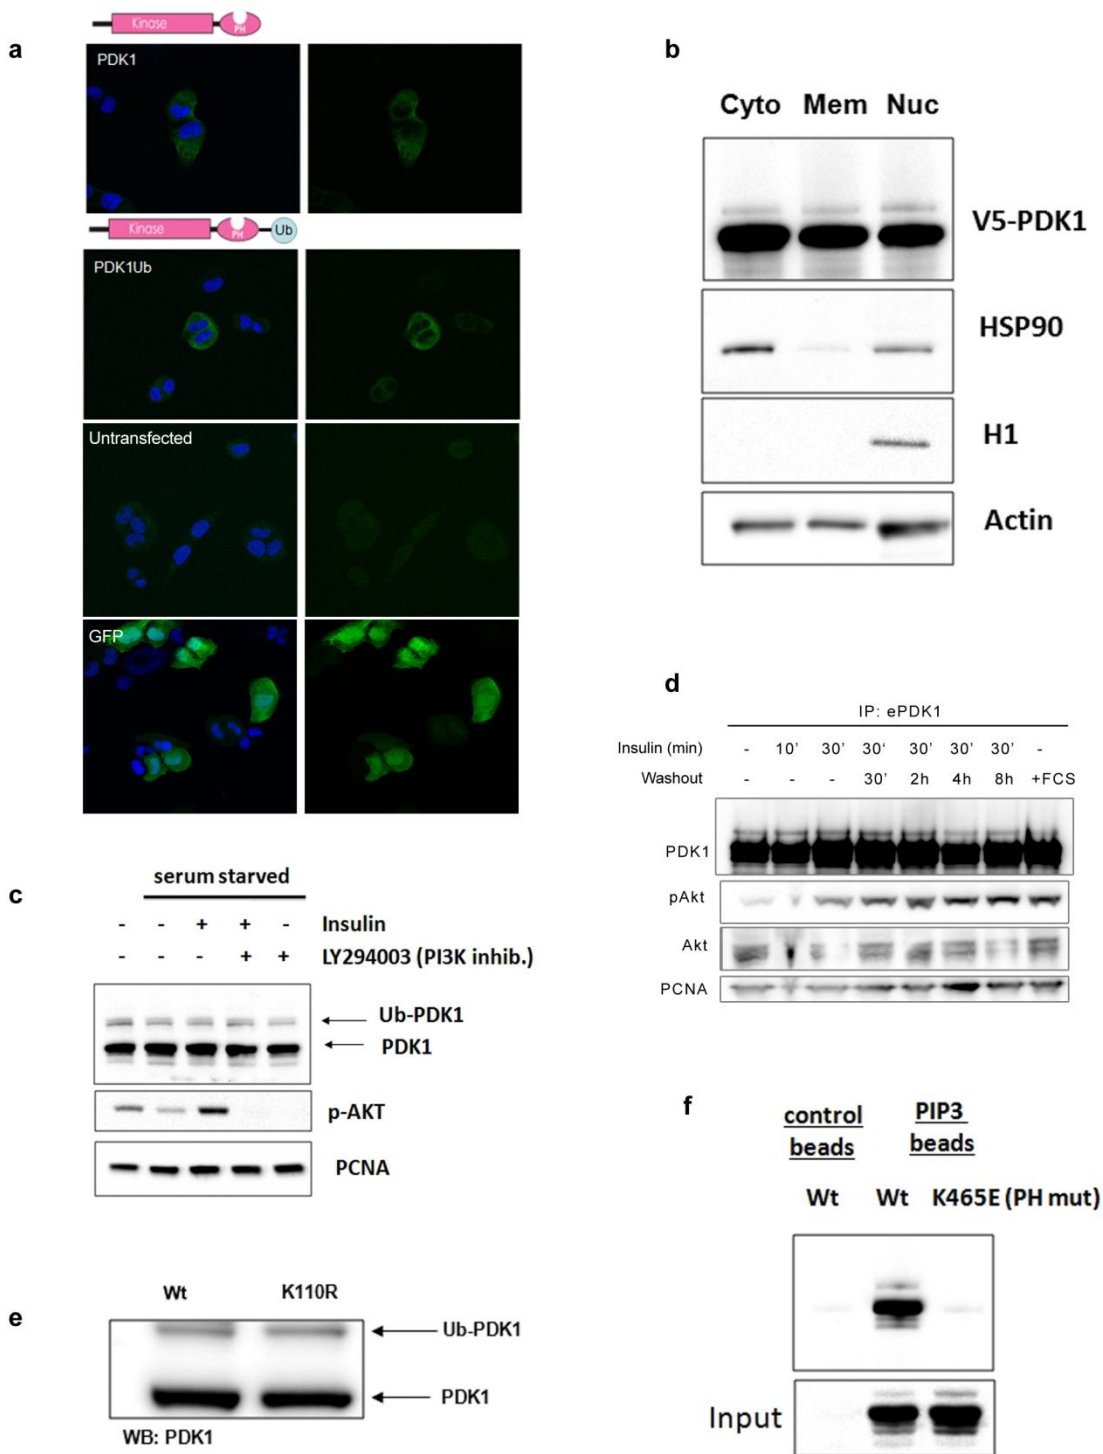 a
Kinase
PH
PDK1
Kinase
PH
Ub
PDK1Ub
Untransfected
GFP
b
Cyto Mem Nuc
V5-PDK1
HSP90
H1
Actin
c
serum starved
- - + + - Insulin
- - - + + LY294003 (PI3K inhib.)
Ub-PDK1
PDK1
p-AKT
PCNA
d
IP: ePDK1
Insulin (min) - 10' 30' 30' 30' 30' 30' -
Washout - - - 30' 2h 4h 8h +FCS
PDK1
pAkt
Akt
PCNA
e
Wt K110R
Ub-PDK1
PDK1
WB: PDK1
f
control PIP3
beads beads
Wt Wt K465E (PH mut)
Input